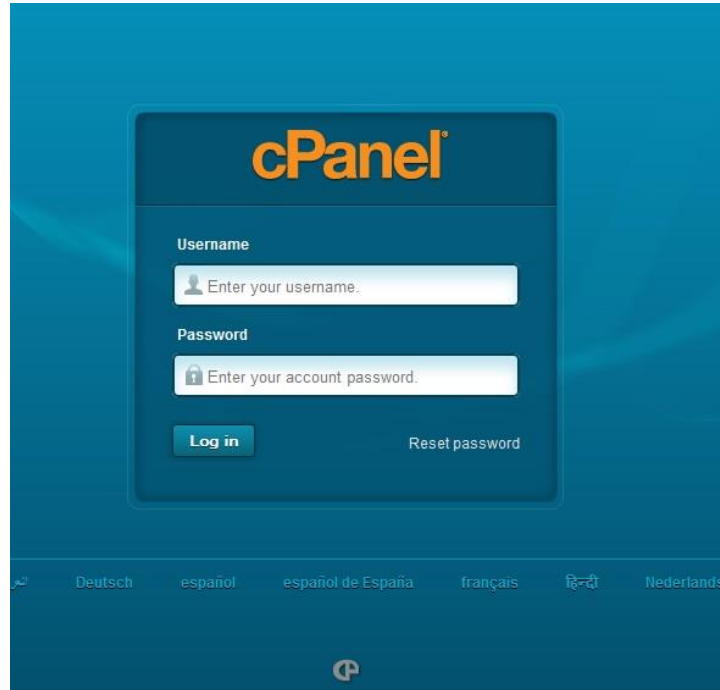 cPanel®
Username
Enter your username.
Password
Enter your account password.
Log in
Reset password
Deutsch español español de España français हिन्दी Nederlands